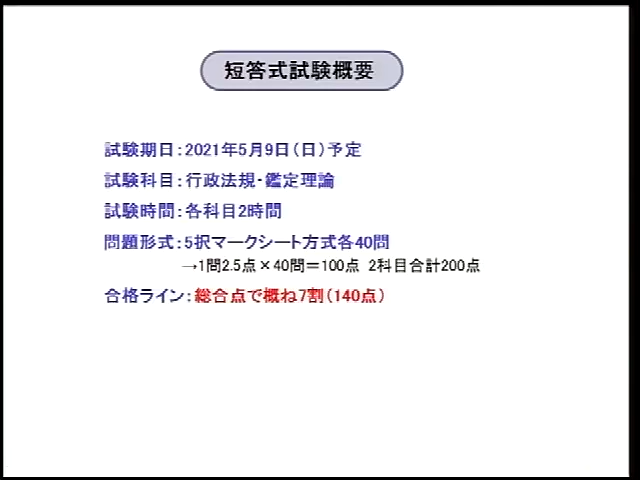 短答式試験概要
試験期日：2021年5月9日（日）予定
試験科目：行政法規・鑑定理論
試験時間：各科目2時間
問題形式：5択マークシート方式各40問
→1問2.5点×40問＝100点 2科目合計200点
合格ライン：総合点で概ね7割（140点）